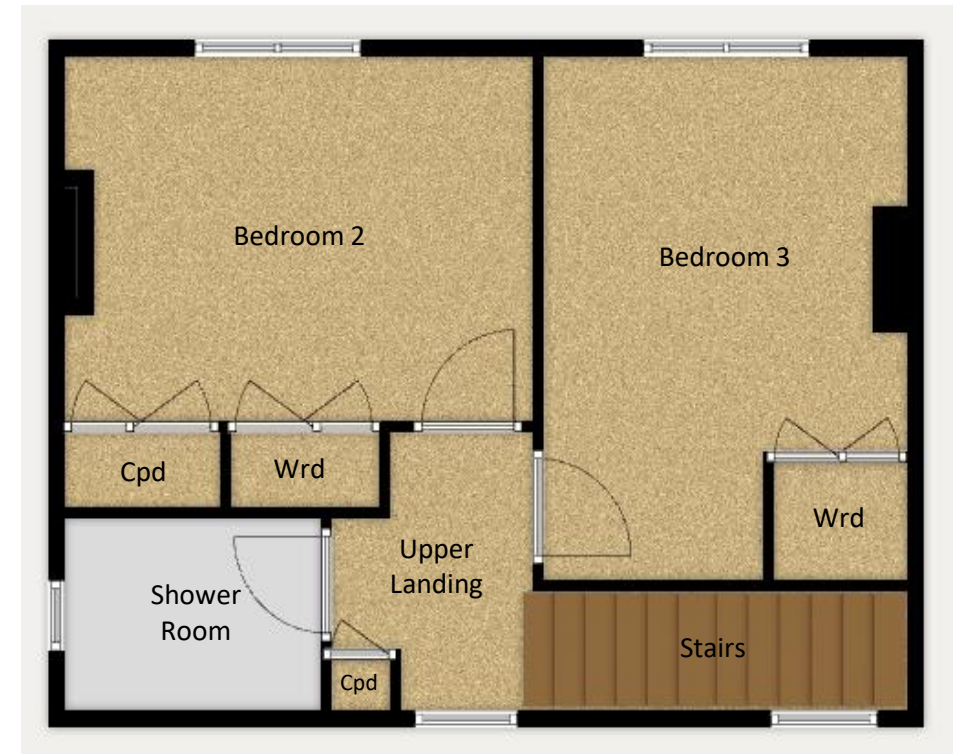 Bedroom 2
Bedroom 3
Cpd
Wrd
Wrd
Upper
Landing
Shower
Room
Stairs
Cpd